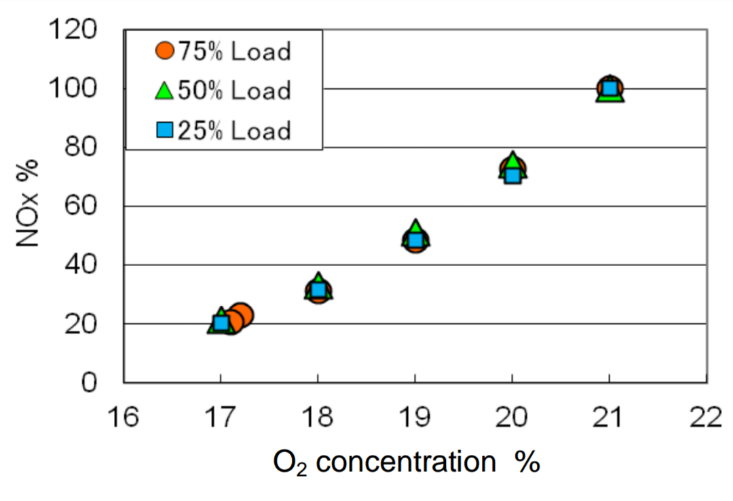 120
100
80
60
40
20
0
NOx %
75% Load
50% Load
25% Load
16 17 18 19 20 21 22
O₂ concentration %